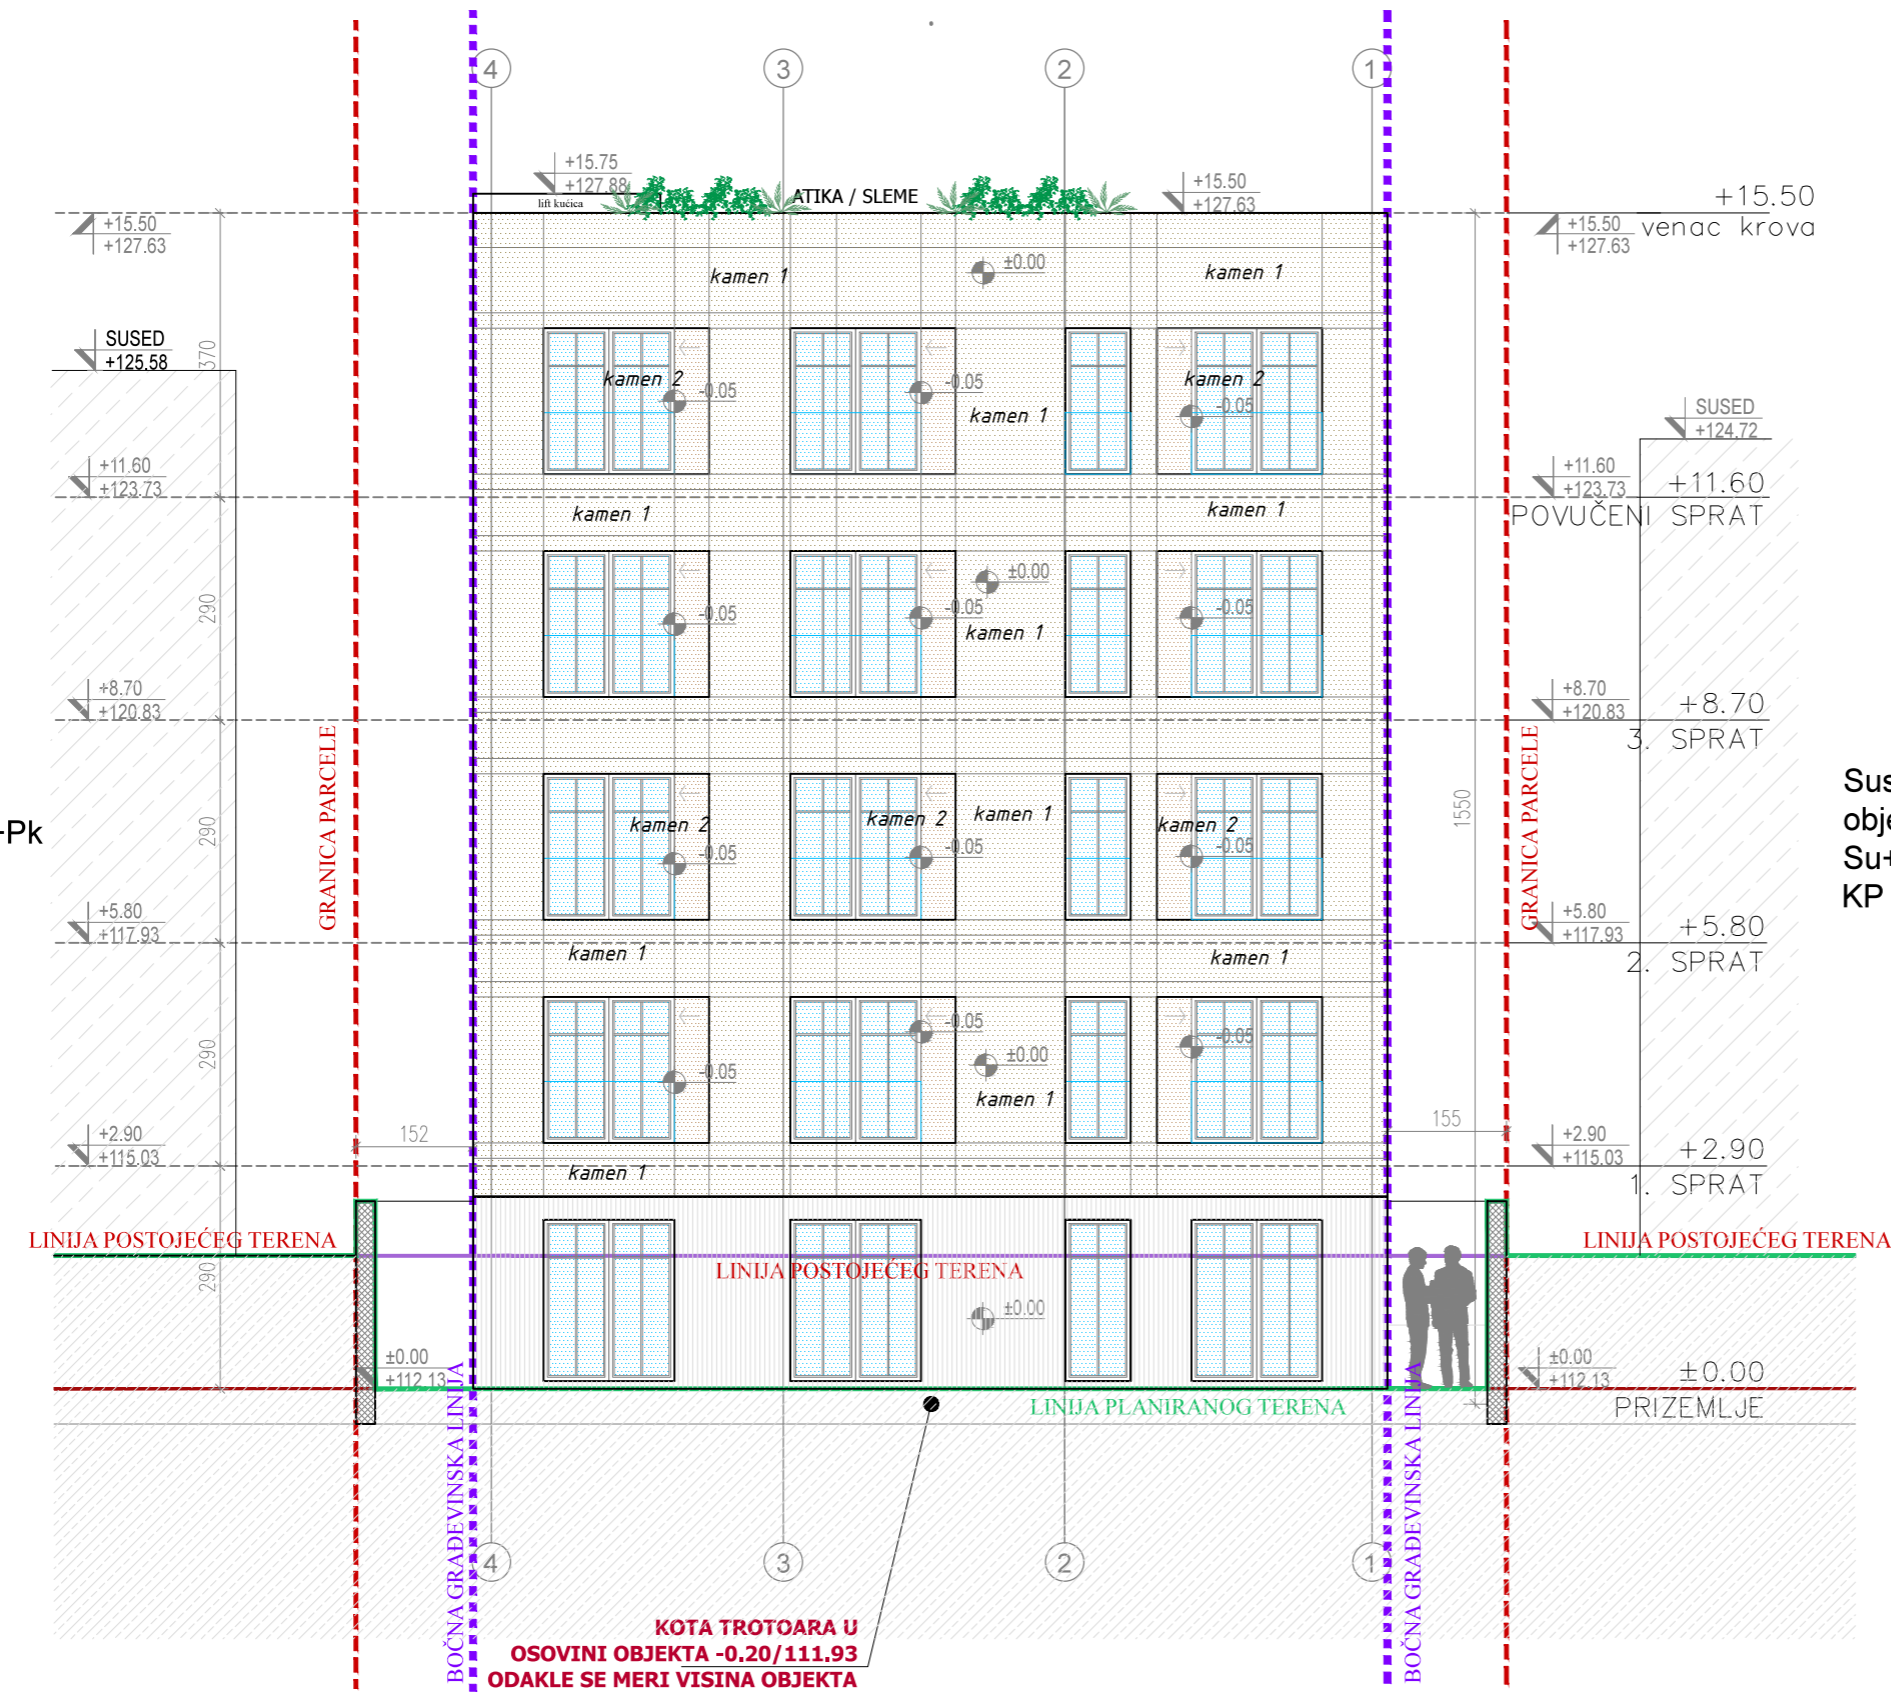 4
3
2
1
+15.75
+127.88
lift kućica
ATIKA / SLEME
+15.50
+127.63
+15.50
+127.63
+15.50
+15.50
+127.63
venac krova
kamen 1
±0.00
kamen 1
SUSED
+125.58
370
kamen 2
-0.05
-0.05
kamen 1
kamen 2
-0.05
SUSED
+124.72
+11.60
+123.73
kamen 1
kamen 1
+11.60
+123.73
+11.60
POVUČENI SPRAT
290
-0.05
±0.00
-0.05
kamen 1
-0.05
+8.70
+120.83
+8.70
+120.83
+8.70
3. SPRAT
GRANICA PARCELE
GRANICA PARCELE
+Pk
290
kamen 2
-0.05
kamen 2
kamen 1
-0.05
kamen 2
-0.05
1550
Sus
obje
Su+
KP
+5.80
+117.93
kamen 1
kamen 1
+5.80
+117.93
+5.80
2. SPRAT
290
-0.05
-0.05
±0.00
kamen 1
-0.05
152
155
+2.90
+115.03
kamen 1
+2.90
+115.03
+2.90
1. SPRAT
LINIJA POSTOJEĆEG TERENA
LINIJA POSTOJEĆEG TERENA
LINIJA POSTOJEĆEG TERENA
290
±0.00
±0.00
+112.13
±0.00
+112.13
±0.00
PRIZEMLJE
LINIJA PLANIRANOG TERENA
BOČNA GRAĐEVINSKA LINIJA
BOČNA GRAĐEVINSKA LINIJA
4
3
2
1
KOTA TROTOARA U
OSOVINI OBJEKTA -0.20/111.93
ODAKLE SE MERI VISINA OBJEKTA